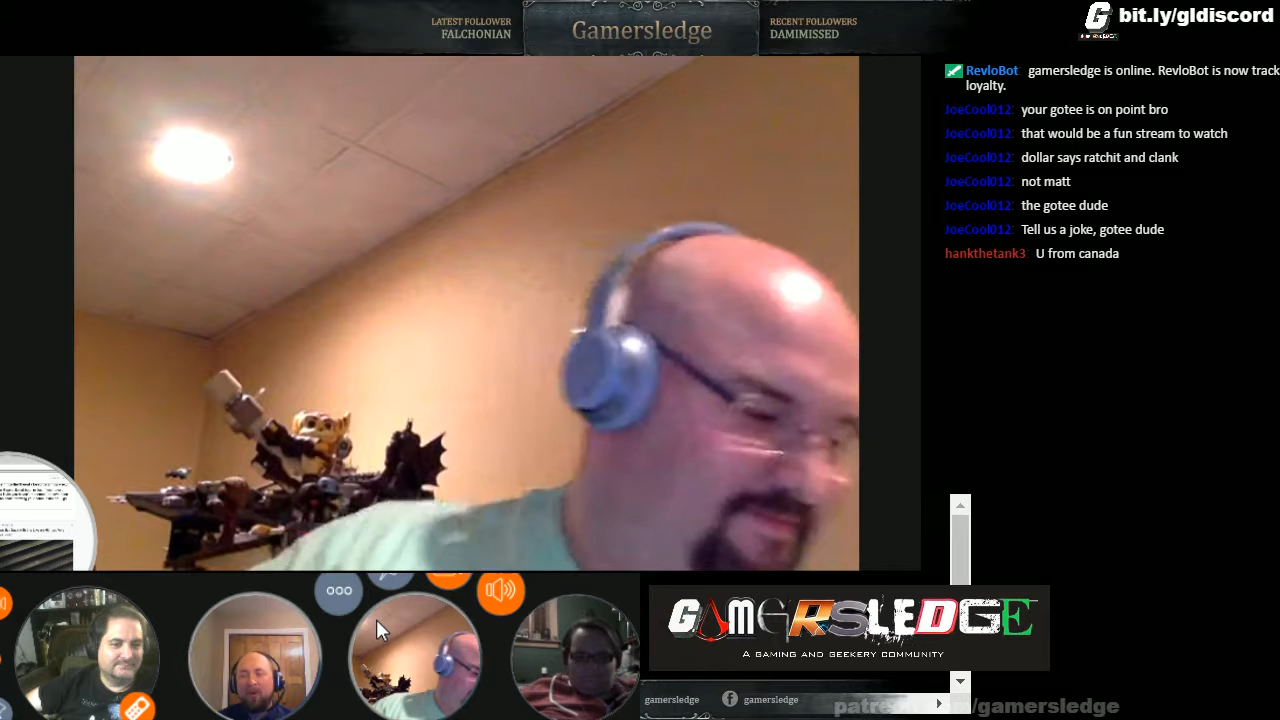 LATEST FOLLOWER
FALCHONIAN
Gamersledge
RECENT FOLLOWERS
DAMIMISSED
bit.ly/gldiscord
RevloBot gamersledge is online. RevloBot is now track
loyalty.
JoeCool012: your gotee is on point bro
JoeCool012: that would be a fun stream to watch
JoeCool012: dollar says ratchit and clank
JoeCool012: not matt
JoeCool012: the gotee dude
JoeCool012: Tell us a joke, gotee dude
hankthetank3: U from canada
GAMERSLEDGE
A GAMING AND GEEKERY COMMUNITY
gamersledge
gamersledge
patreon.com/gamersledge